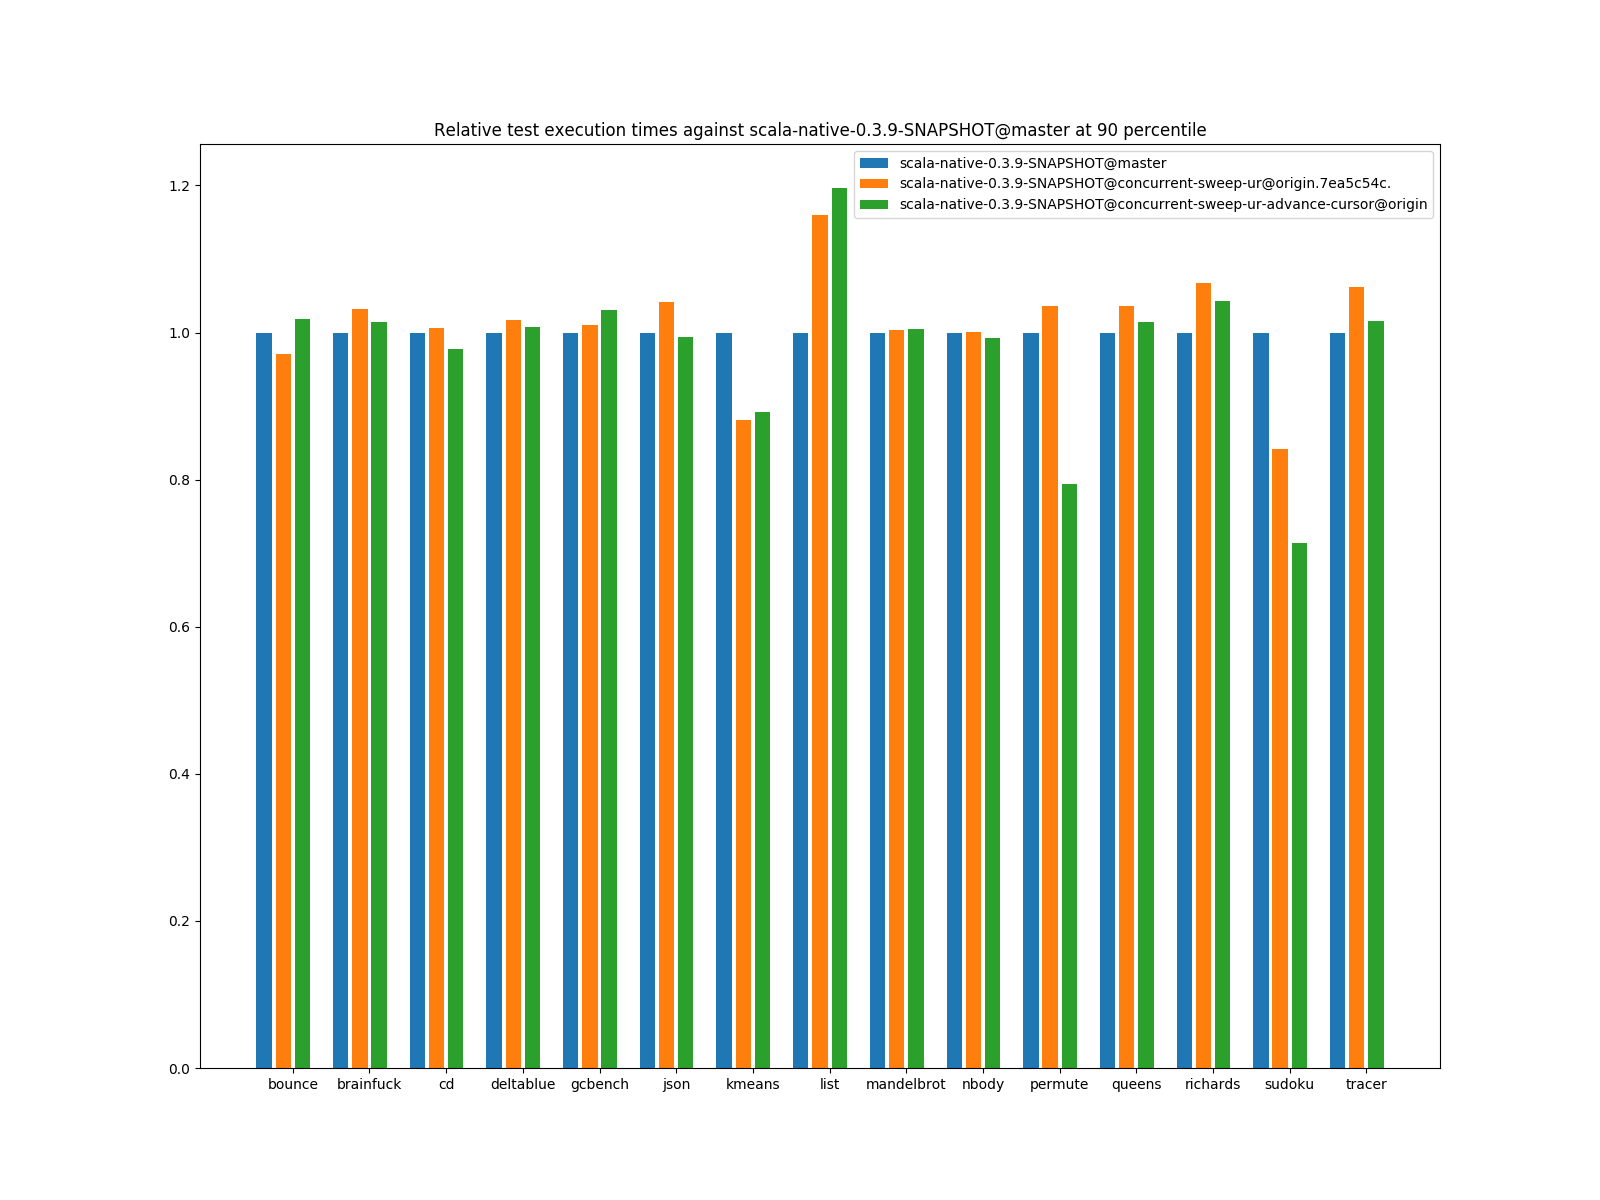 Relative test execution times against scala-native-0.3.9-SNAPSHOT@master at 90 percentile
scala-native-0.3.9-SNAPSHOT@master
scala-native-0.3.9-SNAPSHOT@concurrent-sweep-ur@origin.7ea5c54c.
scala-native-0.3.9-SNAPSHOT@concurrent-sweep-ur-advance-cursor@origin
1.2
1.0
0.8
0.6
0.4
0.2
0.0
bounce brainfuck cd deltablue gcbench json kmeans list mandelbrot nbody permute queens richards sudoku tracer